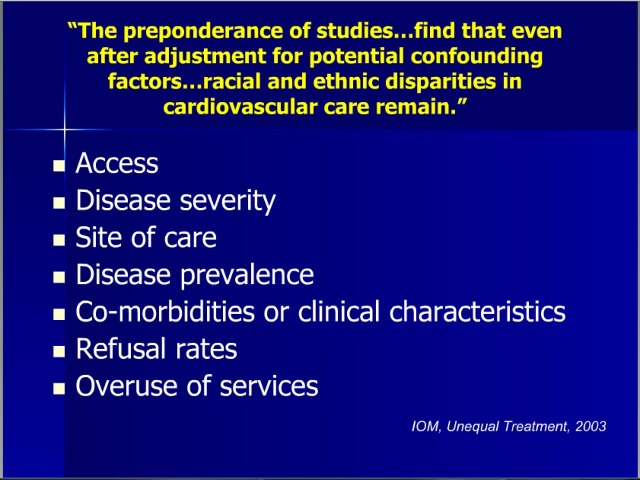 “The preponderance of studies…find that even
after adjustment for potential confounding
factors…racial and ethnic disparities in
cardiovascular care remain.”
Access
Disease severity
Site of care
Disease prevalence
Co-morbidities or clinical characteristics
Refusal rates
Overuse of services
IOM, Unequal Treatment, 2003